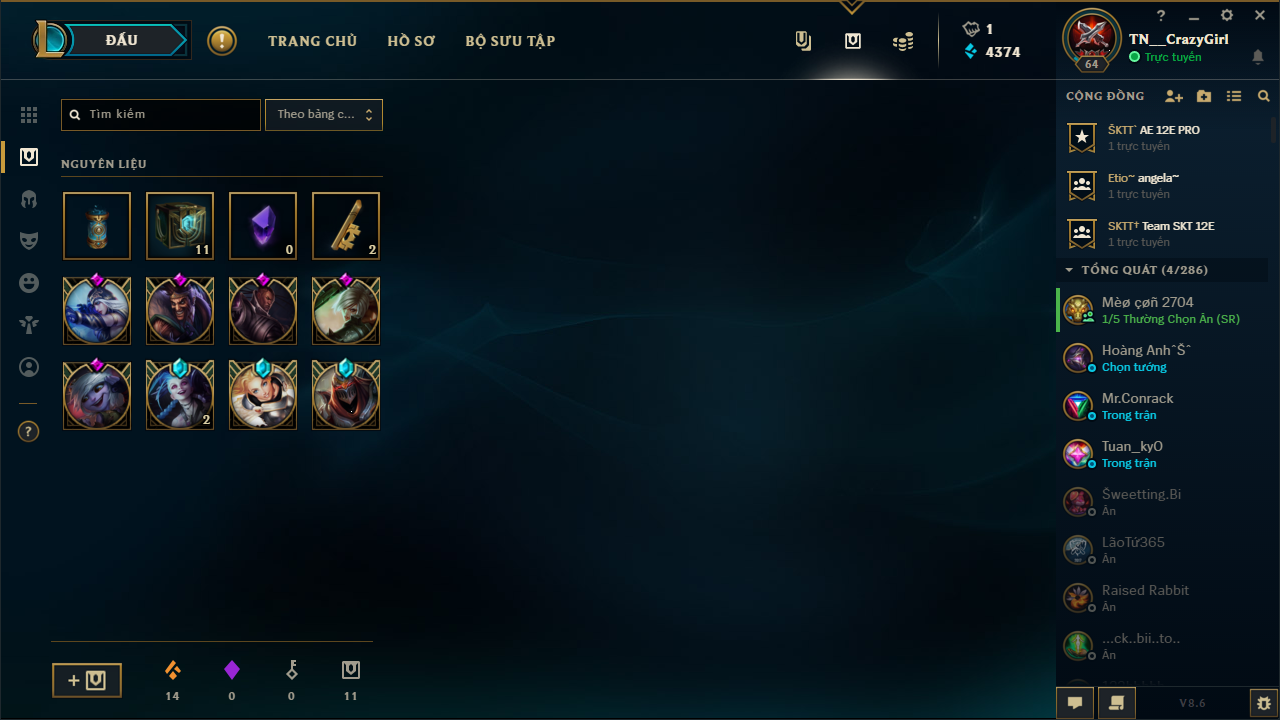 ĐẤU
TRANG CHỦ
HỒ SƠ
BỘ SƯU TẬP
1
4374
?
TN__CrazyGirl
Trực tuyến
64
Tìm kiếm
Theo bảng c...
NGUYÊN LIỆU
11
0
2
2
?
14
0
0
11
CỘNG ĐỒNG
ŠKTT` AE 12E PRO
1 trực tuyến
Etio~ angela~
1 trực tuyến
SKTT† Team SKT 12E
1 trực tuyến
TỔNG QUÁT (4/286)
Mèø çøñ 2704
1/5 Thường Chọn Ẩn (SR)
Hoàng AnhˆŠˆ
Chọn tướng
Mr.Conrack
Trong trận
Tuan_kyO
Trong trận
Šweetting.Bi
Ẩn
LãoTứ365
Ẩn
Raised Rabbit
Ẩn
...ck..bii..to..
Ẩn
V8.6